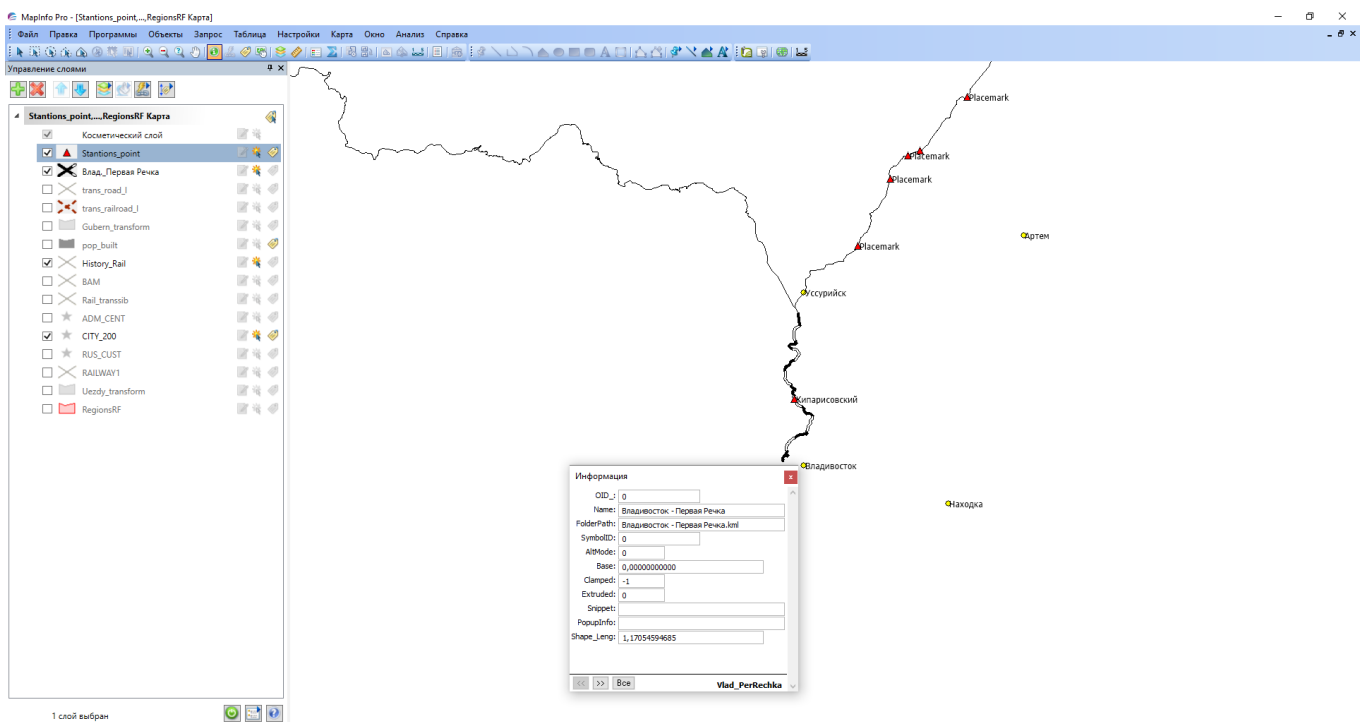 MapInfo Pro - [Stantions_point,...,RegionsRF Карта]
Файл Правка Программы Объекты Запрос Таблица Настройки Карта Окно Анализ Справка
Управление слоями
Stantions_point,...,RegionsRF Карта
Косметический слой
Stantions_point
Влад_Первая Речка
trans_road_l
trans_railroad_l
Gubern_transform
pop_built
History_Rail
BAM
Rail_transsib
ADM_CENT
CITY_200
RUS_CUST
RAILWAY1
Uezdy_transform
RegionsRF
1 слой выбран
Placemark
Placemark
Placemark
Артем
Placemark
Уссурийск
Кипарисовский
Владивосток
Находка
Информация
OID_: 0
Name: Владивосток - Первая Речка
FolderPath: Владивосток - Первая Речка.kml
SymbolID: 0
AltMode: 0
Base: 0,00000000000
Clamped: -1
Extruded: 0
Snippet:
PopupInfo:
Shape_Leng: 1,17054594685
<< >> Все Vlad_PerRechka